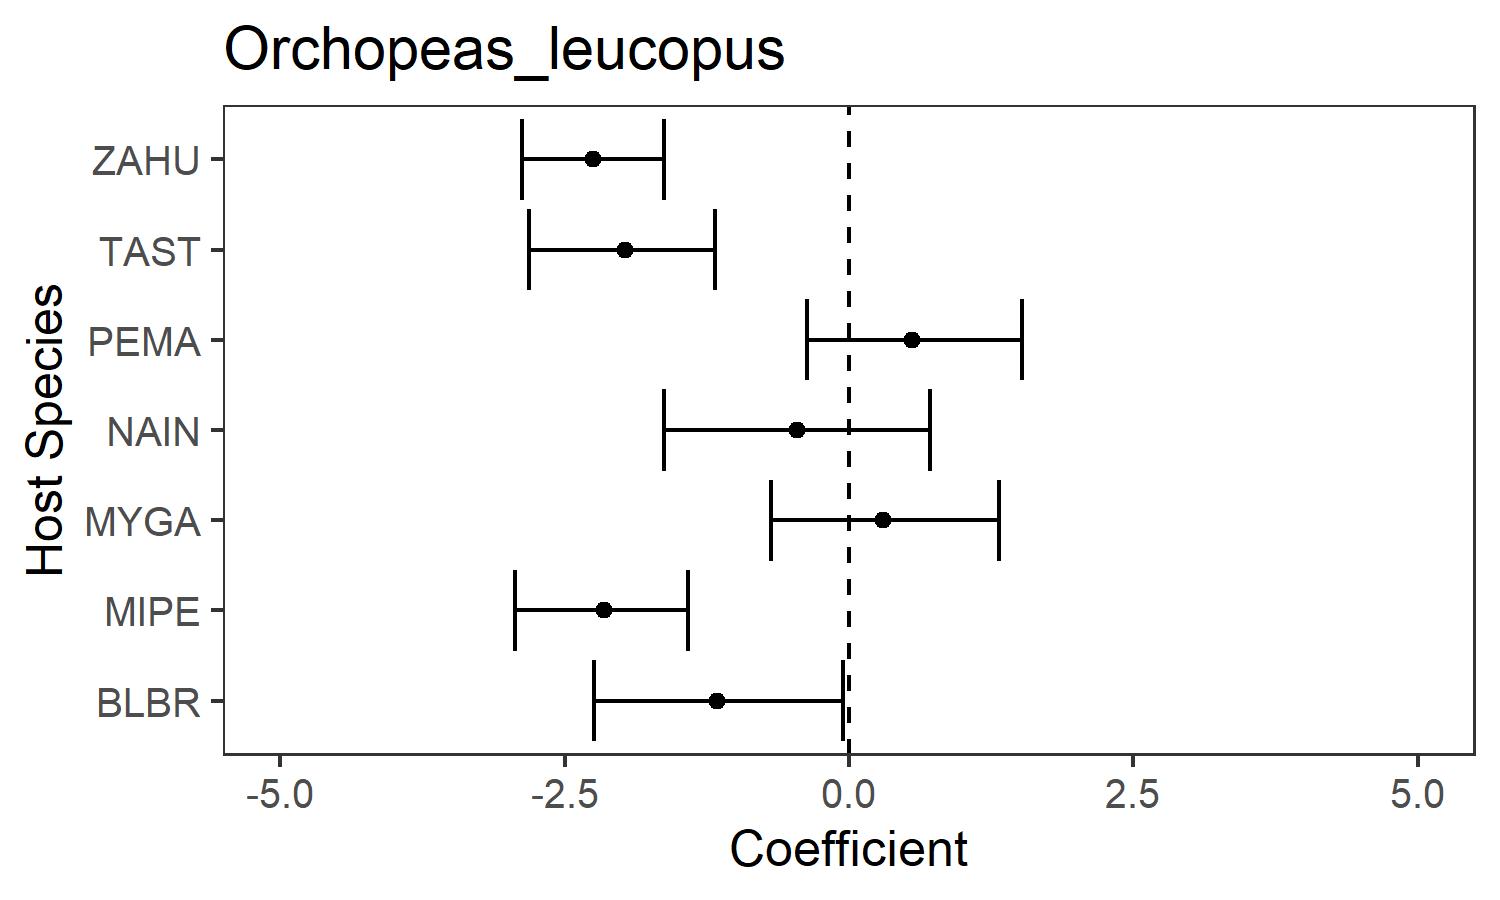 Orchopeas_leucopus
Host Species
ZAHU
TAST
PEMA
NAIN
MYGA
MIPE
BLBR
-5.0
-2.5
0.0
2.5
5.0
Coefficient